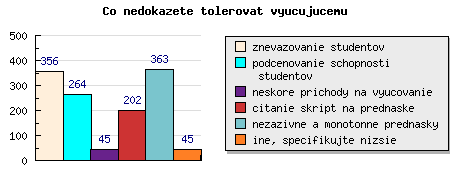 Co nedokazete tolerovat vyucujucemu
500
400
300
200
100
0
356
264
45
202
363
45
znevazovanie studentov
podcenovanie schopnosti
studentov
neskore prichody na vyucovanie
citanie skript na prednaske
nezazivne a monotonne prednasky
ine, specifikujte nizsie